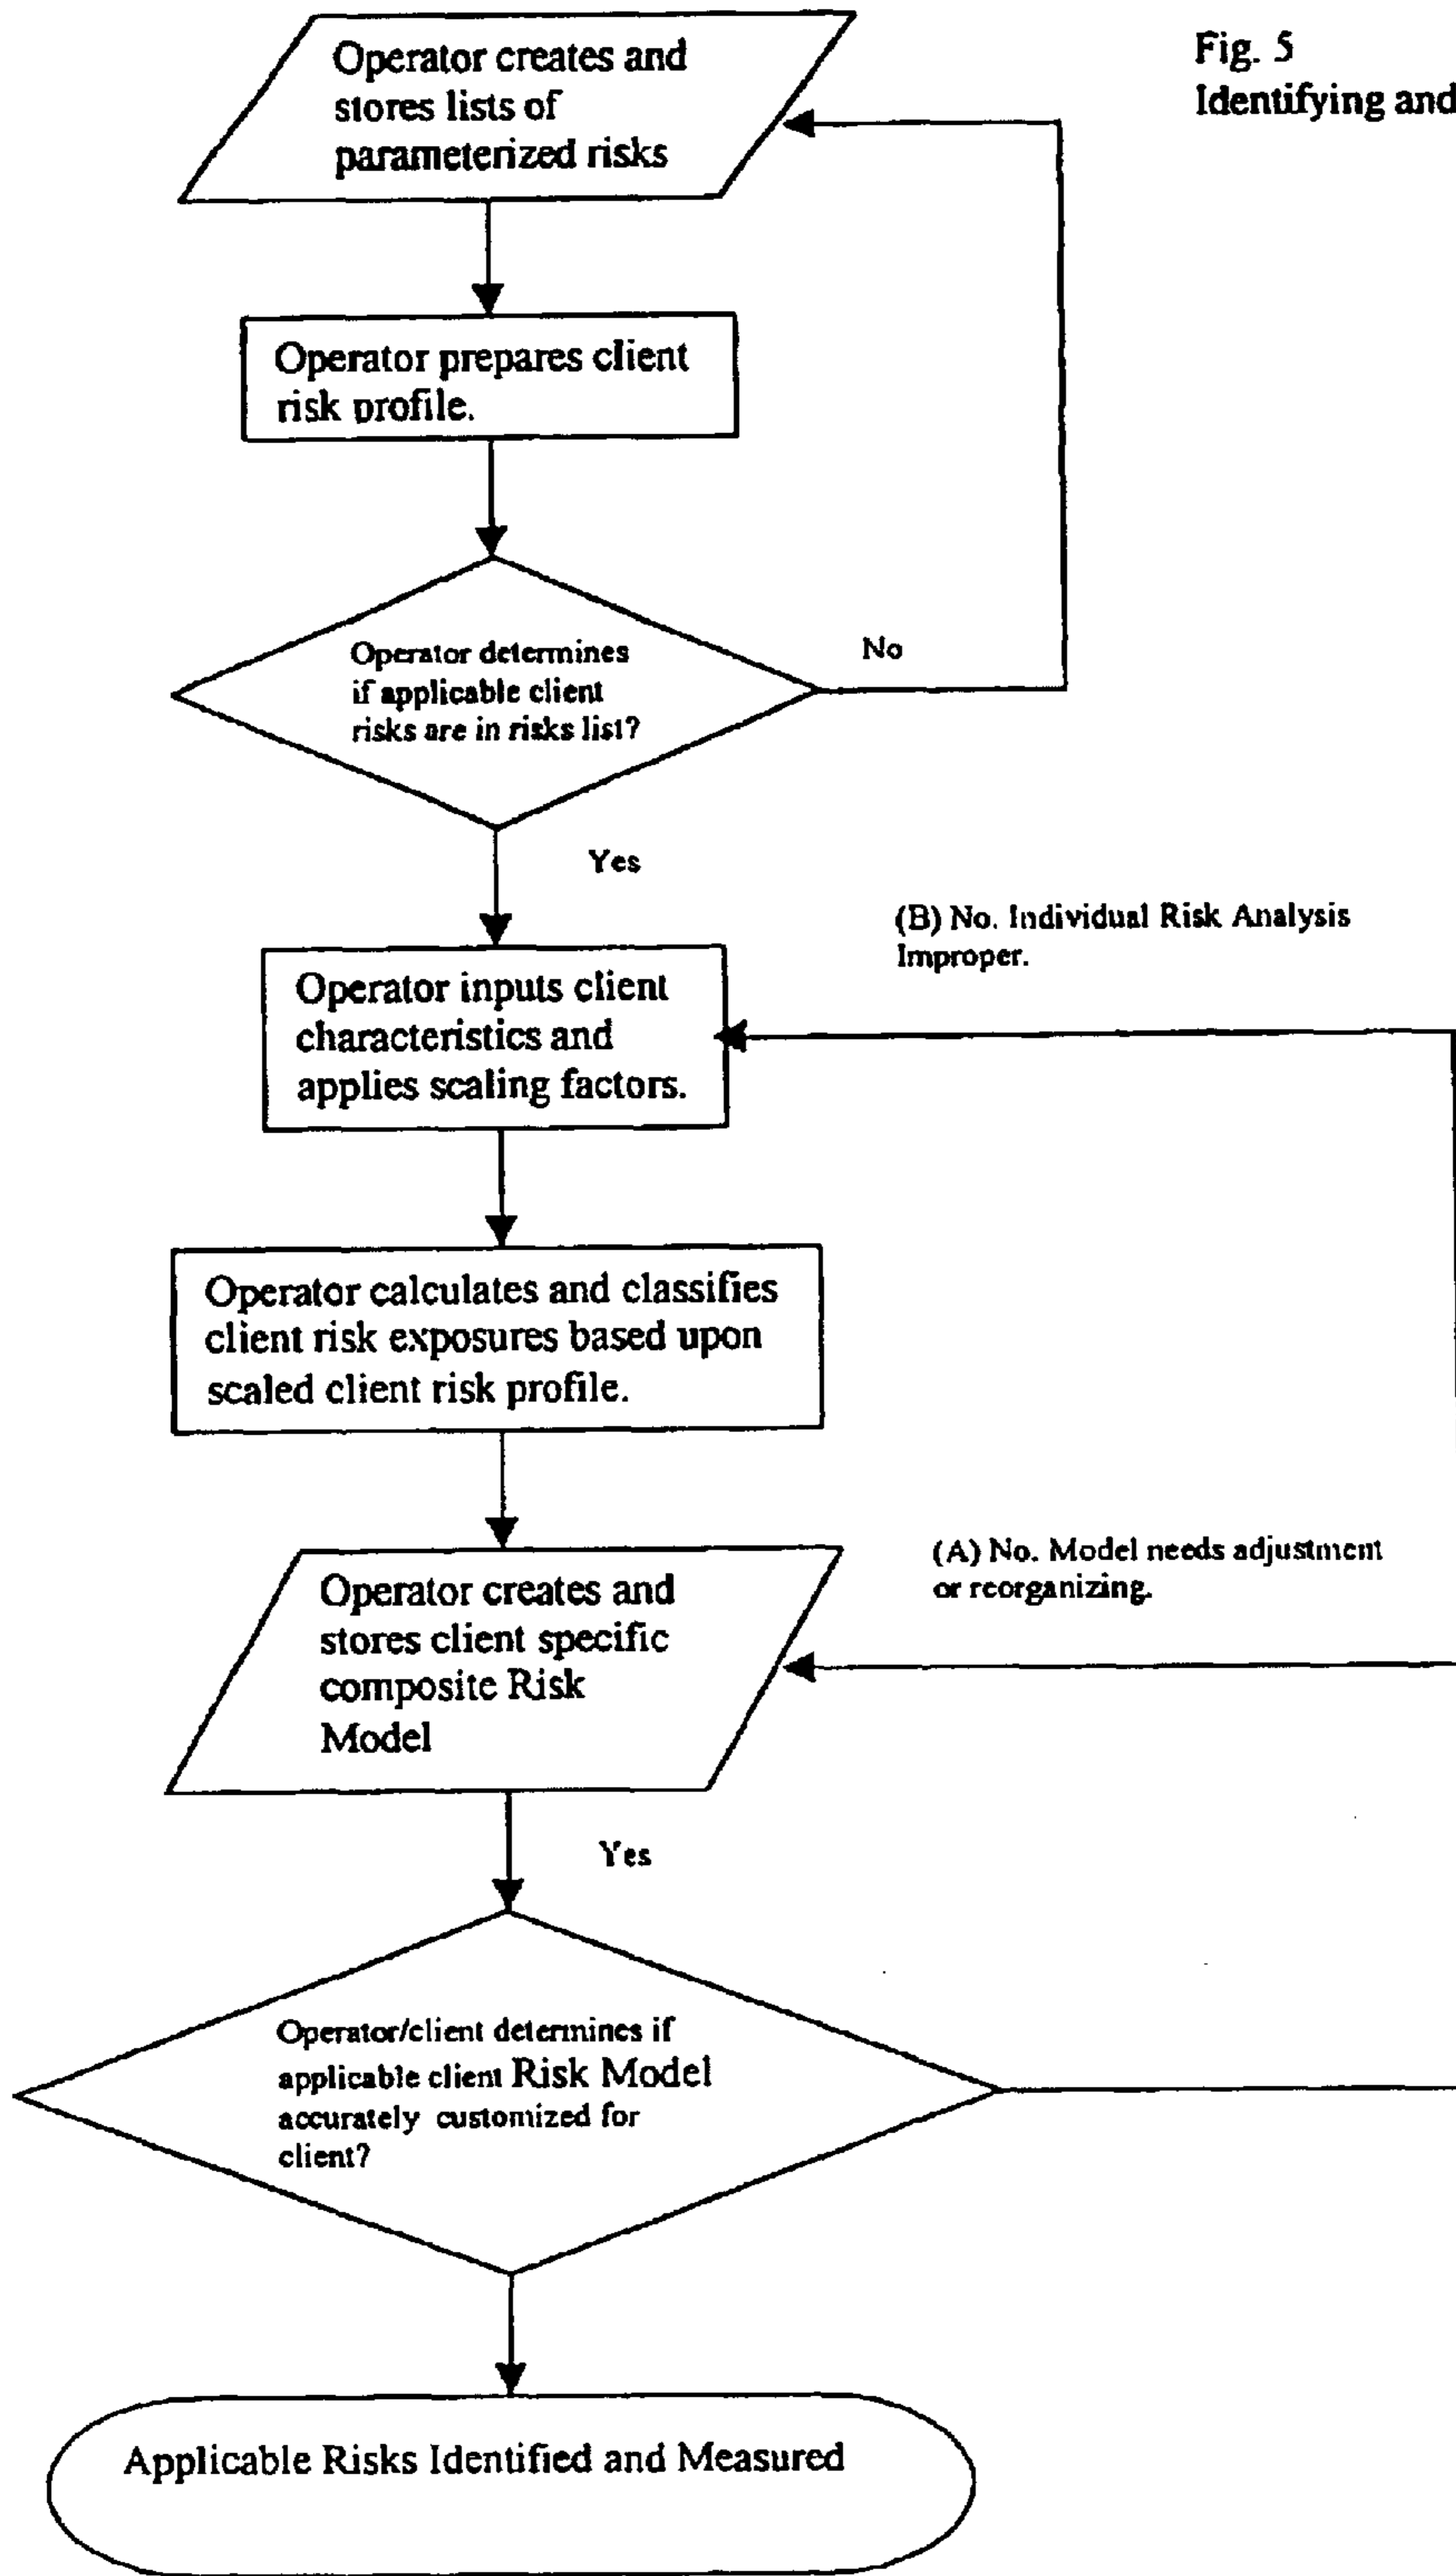 Operator creates and
stores lists of
parameterized risks
Fig. 5
Identifying and
Operator prepares client
risk profile.
Operator determines
if applicable client
risks are in risks list?
No
Yes
(B) No. Individual Risk Analysis
Improper.
Operator inputs client
characteristics and
applies scaling factors.
Operator calculates and classifies
client risk exposures based upon
scaled client risk profile.
(A) No. Model needs adjustment
or reorganizing.
Operator creates and
stores client specific
composite Risk
Model
Yes
Operator/client determines if
applicable client Risk Model
accurately customized for
client?
Applicable Risks Identified and Measured